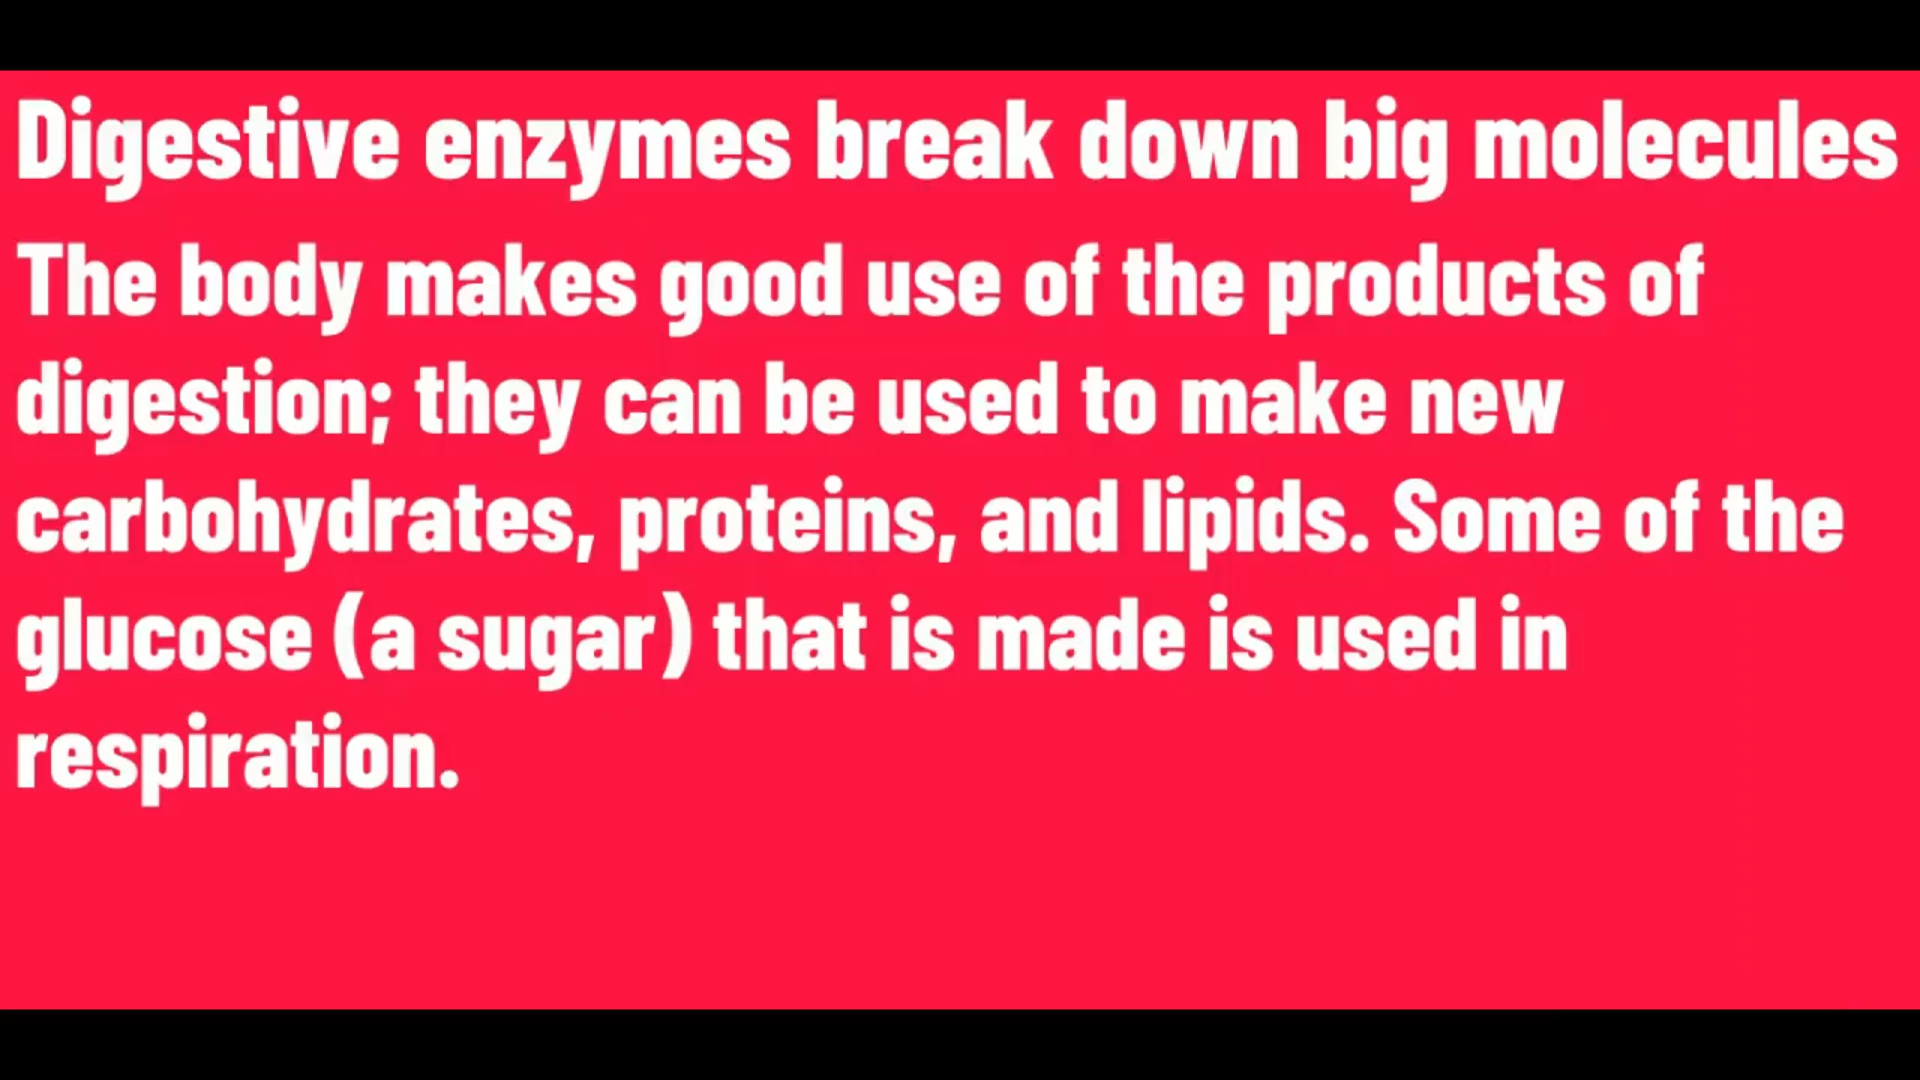 Digestive enzymes break down big molecules
The body makes good use of the products of
digestion; they can be used to make new
carbohydrates, proteins, and lipids. Some of the
glucose (a sugar) that is made is used in
respiration.